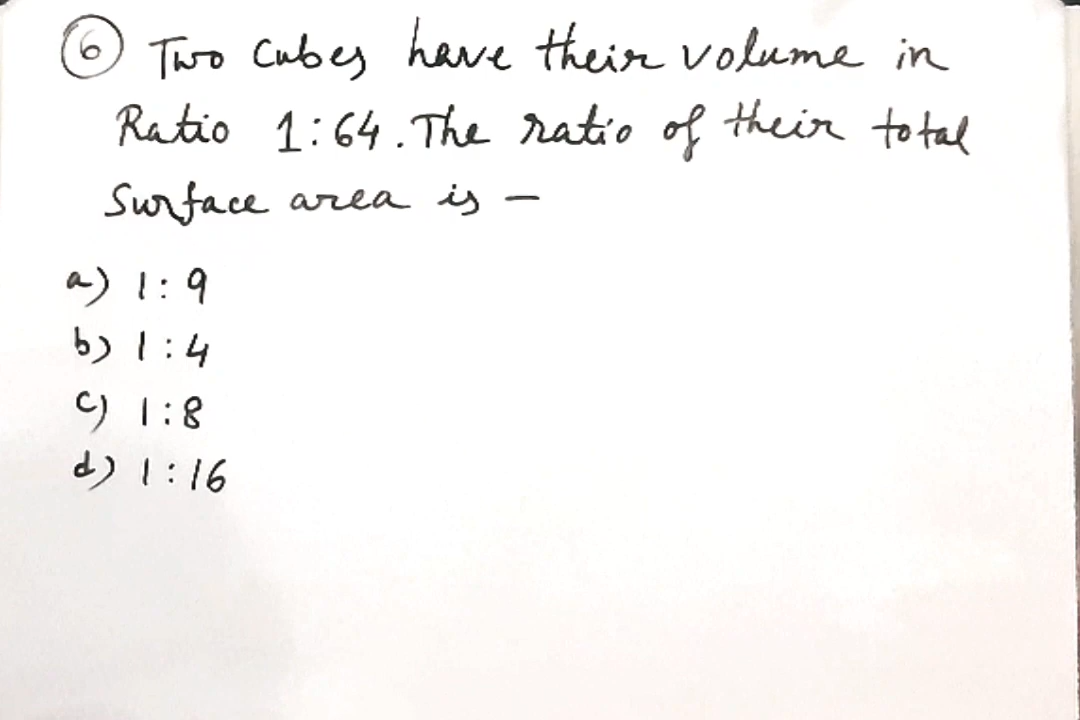 6 Two Cubes have their volume in
Ratio 1:64. The ratio of their total
Surface area is -
a) 1:9
b) 1:4
c) 1:8
d) 1:16